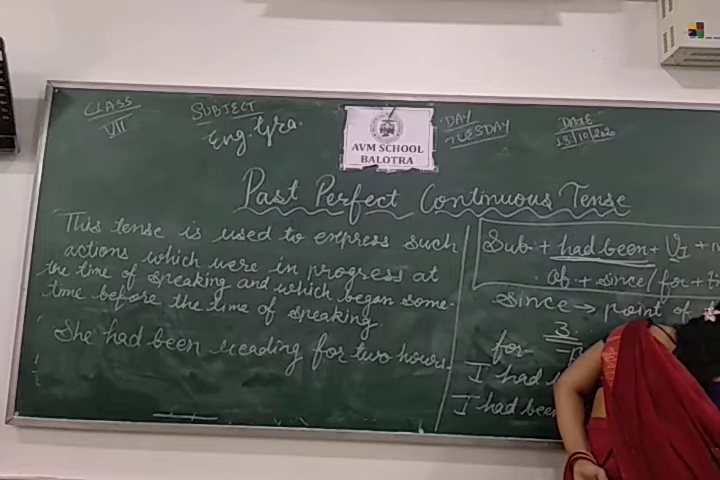 CLASS
VII
SUBJECT
Eng. Gra.
AVM SCHOOL
BALOTRA
DAY
TUESDAY
DATE
13/10/2020
Past Perfect Continuous Tense
This tense is used to express such
actions which were in progress at
the time of speaking and which began some-
time before the time of speaking.
She had been reading for two hours.
Sub + had been + V1 +
ob + since/for +
since → point of
for
3.
I had
I had been